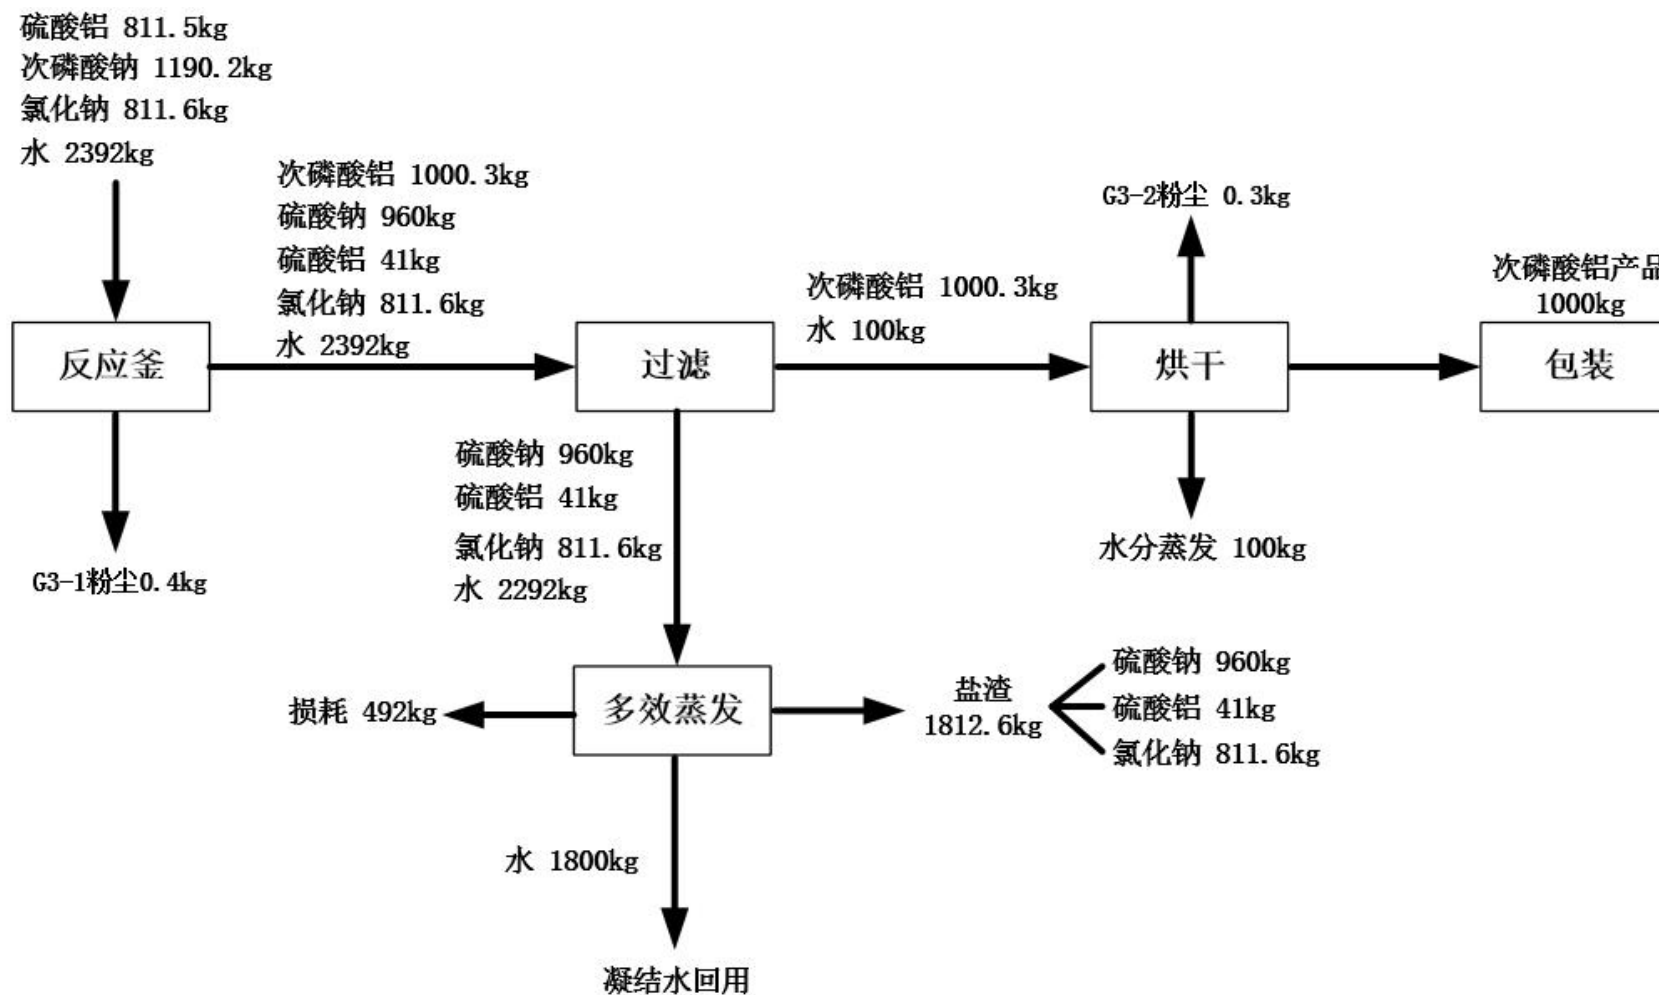 硫酸铝 811.5kg
次磷酸钠 1190.2kg
氯化钠 811.6kg
水 2392kg
次磷酸铝 1000.3kg
硫酸钠 960kg
硫酸铝 41kg
氯化钠 811.6kg
水 2392kg
反应釜
G3-1粉尘0.4kg
过滤
次磷酸铝 1000.3kg
水 100kg
G3-2粉尘 0.3kg
烘干
水分蒸发 100kg
次磷酸铝产品
1000kg
包装
硫酸钠 960kg
硫酸铝 41kg
氯化钠 811.6kg
水 2292kg
损耗 492kg
多效蒸发
盐渣
1812.6kg
硫酸钠 960kg
硫酸铝 41kg
氯化钠 811.6kg
水 1800kg
凝结水回用